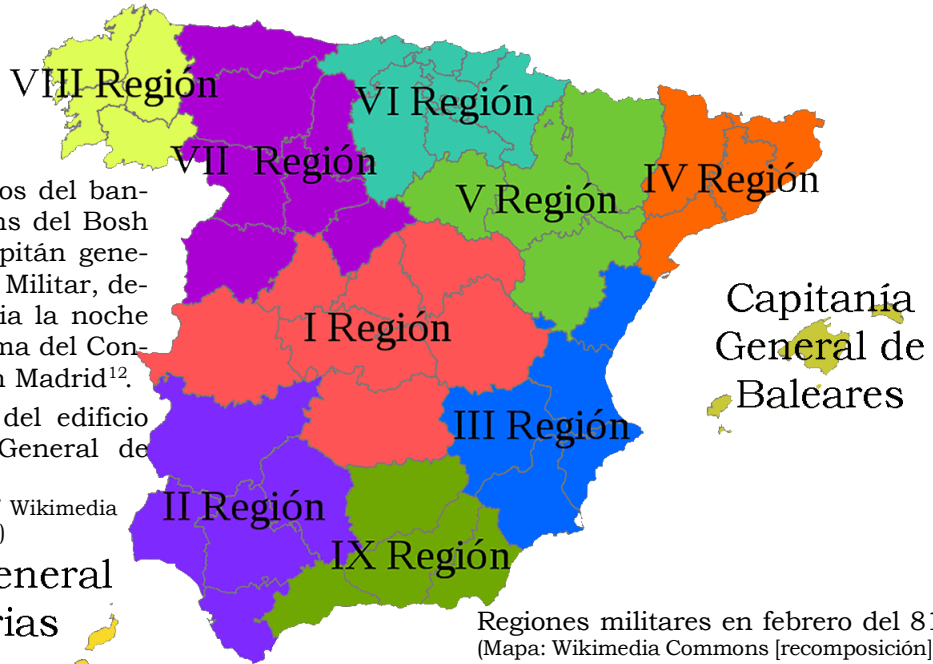 VIII Región
VI Región
VII Región
IV Región
V Región
os del ban-
ns del Bosh
pitán gene-
Militar, de-
ia la noche
ma del Con-
n Madrid¹².
del edificio
General de
Wikimedia
)
I Región
Capitanía
General de
Baleares
III Región
II Región
IX Región
eneral
rias
Regiones militares en febrero del 81
(Mapa: Wikimedia Commons [recomposición]